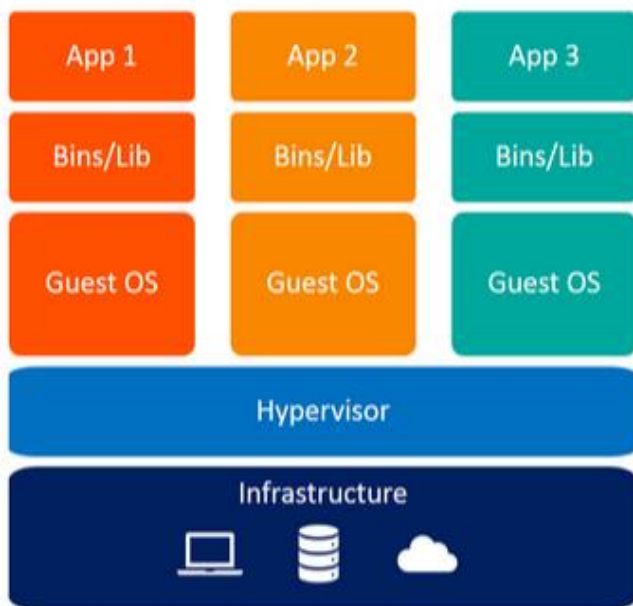 App 1
App 2
App 3
Bins/Lib
Bins/Lib
Bins/Lib
Guest OS
Guest OS
Guest OS
Hypervisor
Infrastructure